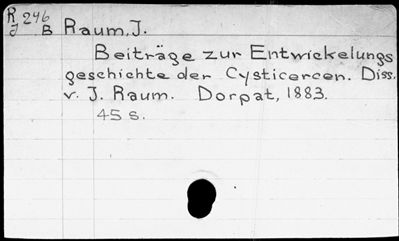 R 246
J B Raum, J.
Beiträge zur Entwickelungs
geschichte der Cysticercen. Diss.
v. J. Raum. Dorpat, 1883.
45 s.